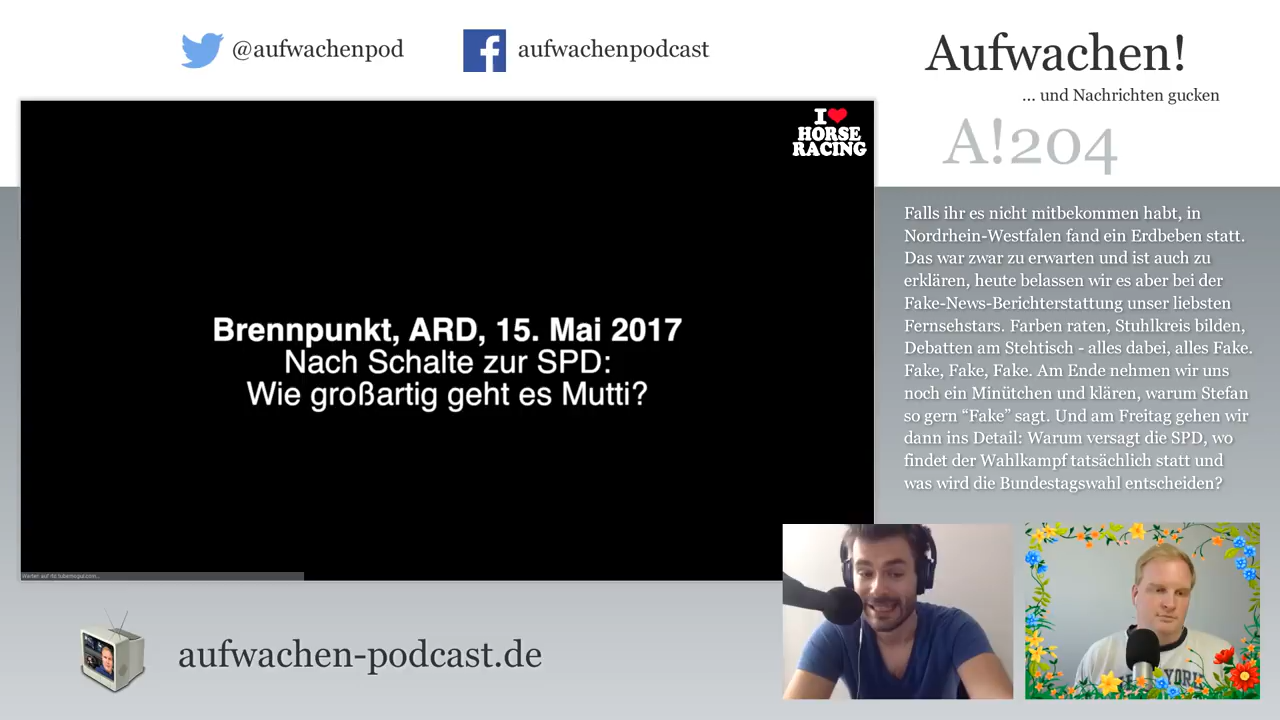 @aufwachenpod
aufwachenpodcast
Aufwachen!
... und Nachrichten gucken
A!204
I
HORSE
RACING
Brennpunkt, ARD, 15. Mai 2017
Nach Schalte zur SPD:
Wie großartig geht es Mutti?
Falls ihr es nicht mitbekommen habt, in
Nordrhein-Westfalen fand ein Erdbeben statt.
Das war zwar zu erwarten und ist auch zu
erklären, heute belassen wir es aber bei der
Fake-News-Berichterstattung unser liebsten
Fernsehstars. Farben raten, Stuhlkreis bilden,
Debatten am Stehtisch - alles dabei, alles Fake.
Fake, Fake, Fake. Am Ende nehmen wir uns
noch ein Minütchen und klären, warum Stefan
so gern “Fake” sagt. Und am Freitag gehen wir
dann ins Detail: Warum versagt die SPD, wo
findet der Wahlkampf tatsächlich statt und
was wird die Bundestagswahl entscheiden?
Warten auf
aufwachen-podcast.de
YORK